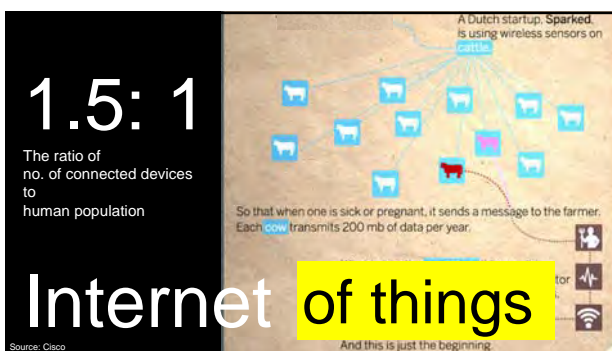 1.5: 1
The ratio of
no. of connected devices
to
human population
A Dutch startup, Sparked,
is using wireless sensors on
cattle.
So that when one is sick or pregnant, it sends a message to the farmer.
Each cow transmits 200 mb of data per year.
tor
Internet of things
Source: Cisco
And this is just the beginning